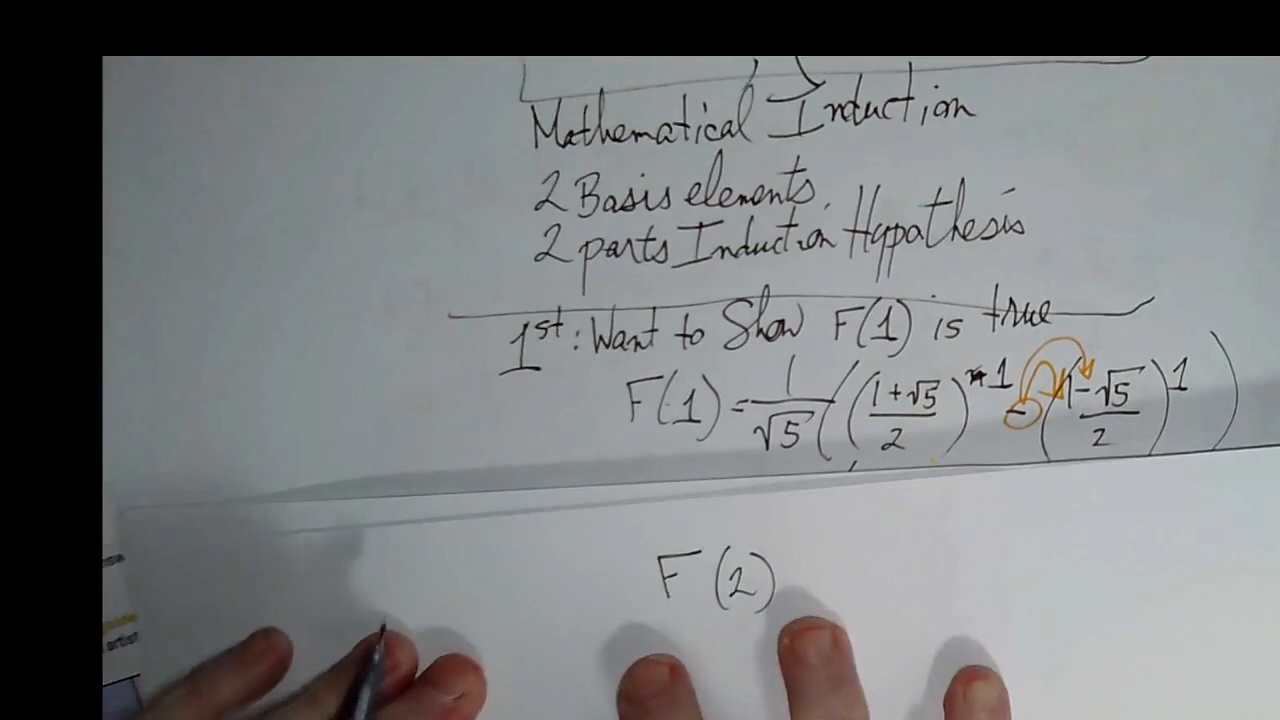 Mathematical Induction
2 Basis elements.
2 parts Induction Hypothesis
1st: Want to Show F(1) is true
F(1) = 1/√5 (((1+√5)/2)^1 - ((1-√5)/2)^1)
F(2)